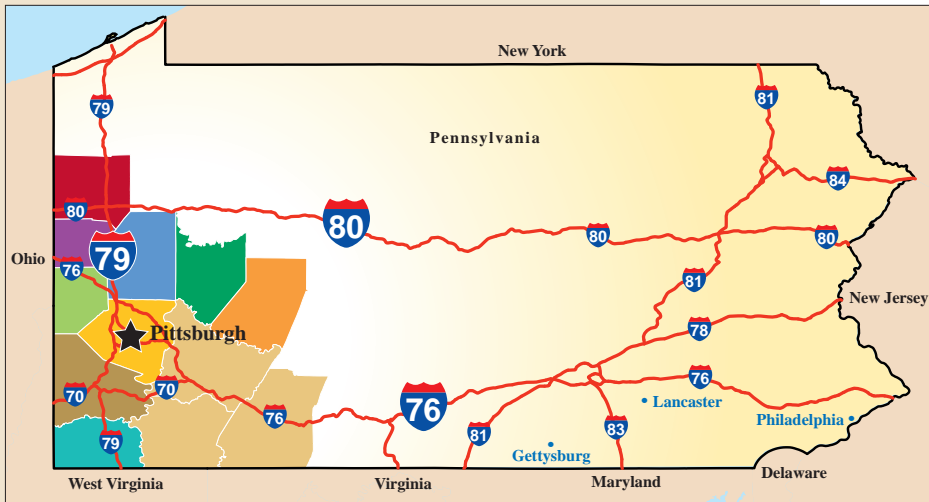 New York
79
81
Pennsylvania
84
80
80
80
80
79
Ohio
76
81
New Jersey
Pittsburgh
78
70
70
76
76
76
Lancaster
Philadelphia
79
81
83
Gettysburg
West Virginia
Virginia
Maryland
Delaware